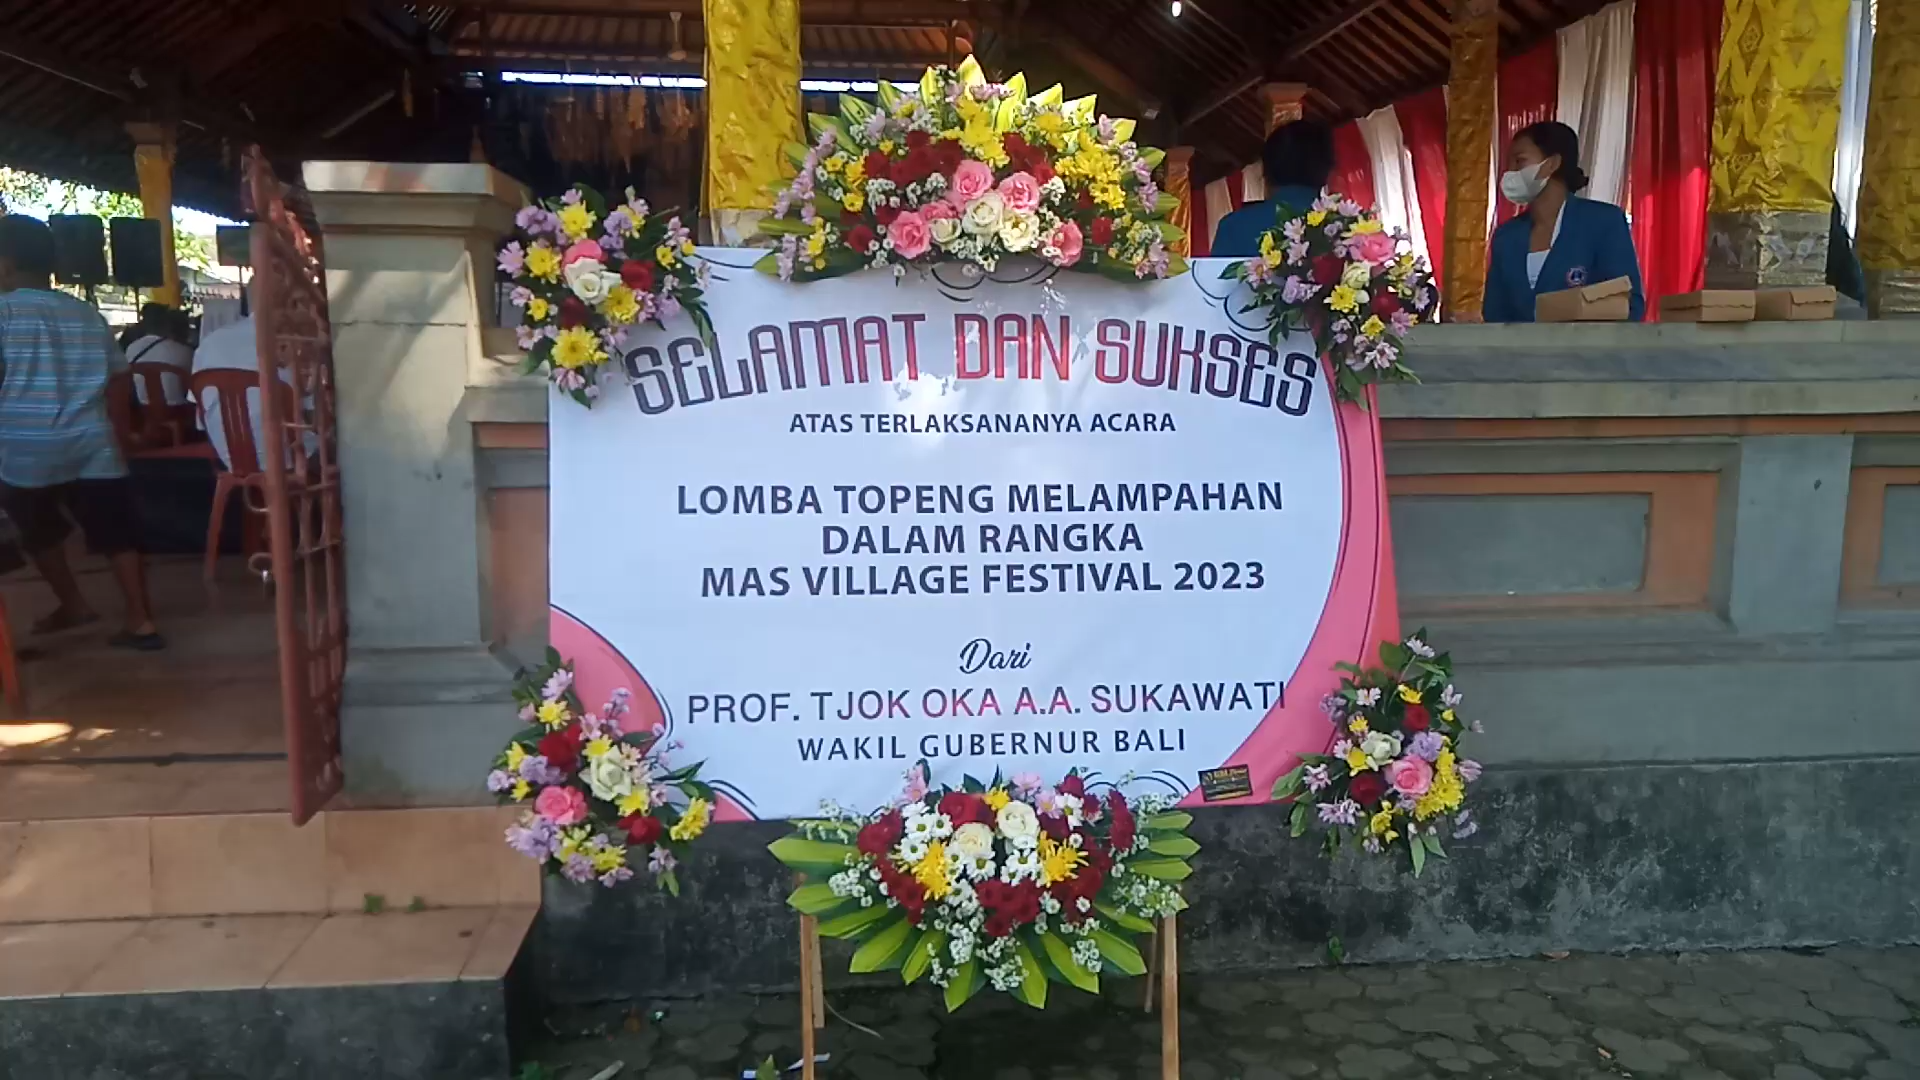 SELAMAT DAN SUKSES
ATAS TERLAKSANANYA ACARA
LOMBA TOPENG MELAMPAHAN
DALAM RANGKA
MAS VILLAGE FESTIVAL 2023
Dari
PROF. TJOK OKA A.A. SUKAWATI
WAKIL GUBERNUR BALI